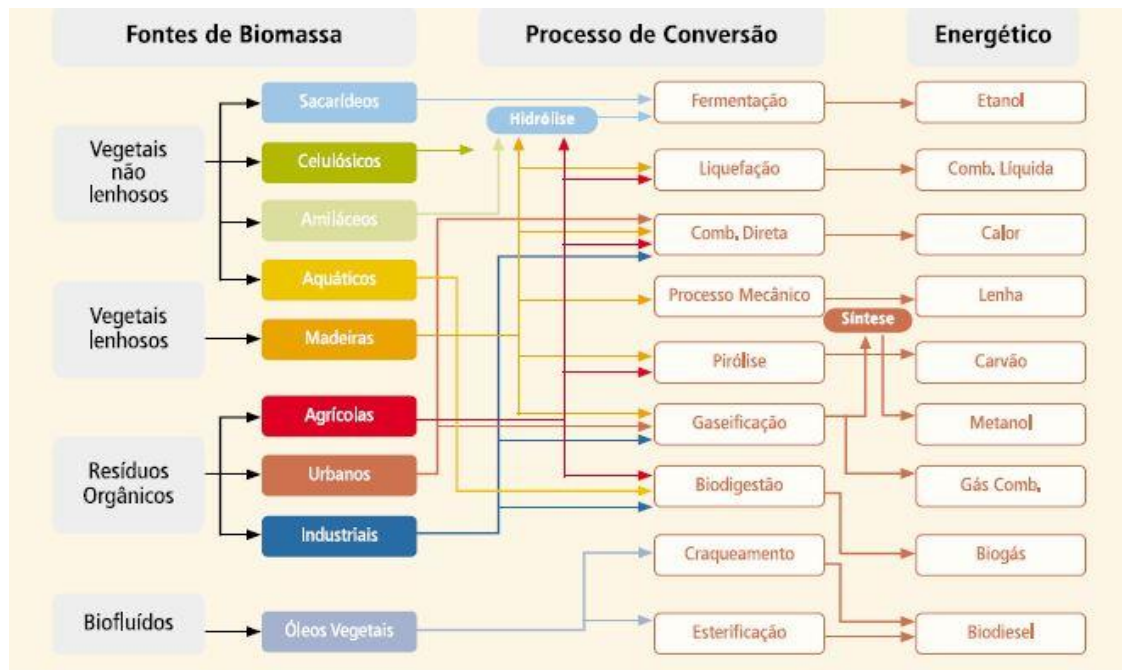 Fontes de Biomassa
Processo de Conversão
Energético
Vegetais
não
lenhosos
Vegetais
lenhosos
Resíduos
Orgânicos
Biofluídos
Sacarídeos
Celulósicos
Amiláceos
Aquáticos
Madeiras
Agrícolas
Urbanos
Industriais
Óleos Vegetais
Hidrólise
Fermentação
Liquefação
Comb. Direta
Processo Mecânico
Pirólise
Gaseificação
Biodigestão
Craqueamento
Esterificação
Síntese
Etanol
Comb. Líquida
Calor
Lenha
Carvão
Metanol
Gás Comb.
Biogás
Biodiesel